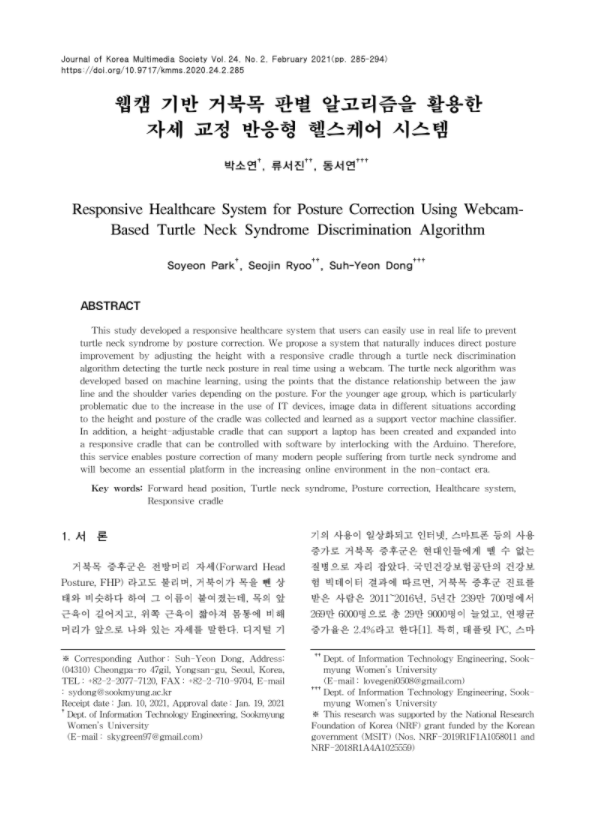 Journal of Korea Multimedia Society Vol. 24, No. 2, February 2021(pp. 285-294)
https://doi.org/10.9717/kmms.2020.24.2.285
웹캠 기반 거북목 판별 알고리즘을 활용한
자세 교정 반응형 헬스케어 시스템
박소연†, 류서진††, 동서연†††
Responsive Healthcare System for Posture Correction Using Webcam-
Based Turtle Neck Syndrome Discrimination Algorithm
Soyeon Park†, Seojin Ryoo††, Suh-Yeon Dong†††
ABSTRACT
This study developed a responsive healthcare system that users can easily use in real life to prevent
turtle neck syndrome by posture correction. We propose a system that naturally induces direct posture
improvement by adjusting the height with a responsive cradle through a turtle neck discrimination
algorithm detecting the turtle neck posture in real time using a webcam. The turtle neck algorithm was
developed based on machine learning, using the points that the distance relationship between the jaw
line and the shoulder varies depending on the posture. For the younger age group, which is particularly
problematic due to the increase in the use of IT devices, image data in different situations according
to the height and posture of the cradle was collected and learned as a support vector machine classifier.
In addition, a height-adjustable cradle that can support a laptop has been created and expanded into
a responsive cradle that can be controlled with software by interlocking with the Arduino. Therefore,
this service enables posture correction of many modern people suffering from turtle neck syndrome and
will become an essential platform in the increasing online environment in the non-contact era.
Key words: Forward head position, Turtle neck syndrome, Posture correction, Healthcare system,
Responsive cradle
1. 서 론
거북목 증후군은 전방머리 자세(Forward Head
Posture, FHP) 라고도 불리며, 거북이가 목을 뺀 상
태와 비슷하다 하여 그 이름이 붙여졌는데, 목의 앞
근육이 길어지고, 위쪽 근육이 짧아져 몸통에 비해
머리가 앞으로 나와 있는 자세를 말한다. 디지털 기
기의 사용이 일상화되고 인터넷, 스마트폰 등의 사용
증가로 거북목 증후군은 현대인들에게 뗄 수 없는
질병으로 자리 잡았다. 국민건강보험공단의 건강보
험 빅데이터 결과에 따르면, 거북목 증후군 진료를
받은 사람은 2011~2016년, 5년간 239만 700명에서
269만 6000명으로 총 29만 9000명이 늘었고, 연평균
증가율은 2.4%라고 한다[1]. 특히, 태블릿 PC, 스마
※ Corresponding Author : Suh-Yeon Dong, Address:
(04310) Cheongpa-ro 47gil, Yongsan-gu, Seoul, Korea,
TEL : +82-2-2077-7120, FAX : +82-2-710-9704, E-mail
: sydong@sookmyung.ac.kr
Receipt date : Jan. 10, 2021, Approval date : Jan. 19, 2021
† Dept. of Information Technology Engineering, Sookmyung
Women's University
(E-mail : skygreen97@gmail.com)
†† Dept. of Information Technology Engineering, Sook-
myung Women's University
(E-mail : lovegeni0508@gmail.com)
††† Dept. of Information Technology Engineering, Sook-
myung Women's University
※ This research was supported by the National Research
Foundation of Korea (NRF) grant funded by the Korean
government (MSIT) (Nos. NRF-2019R1F1A1058011 and
NRF-2018R1A4A1025559)